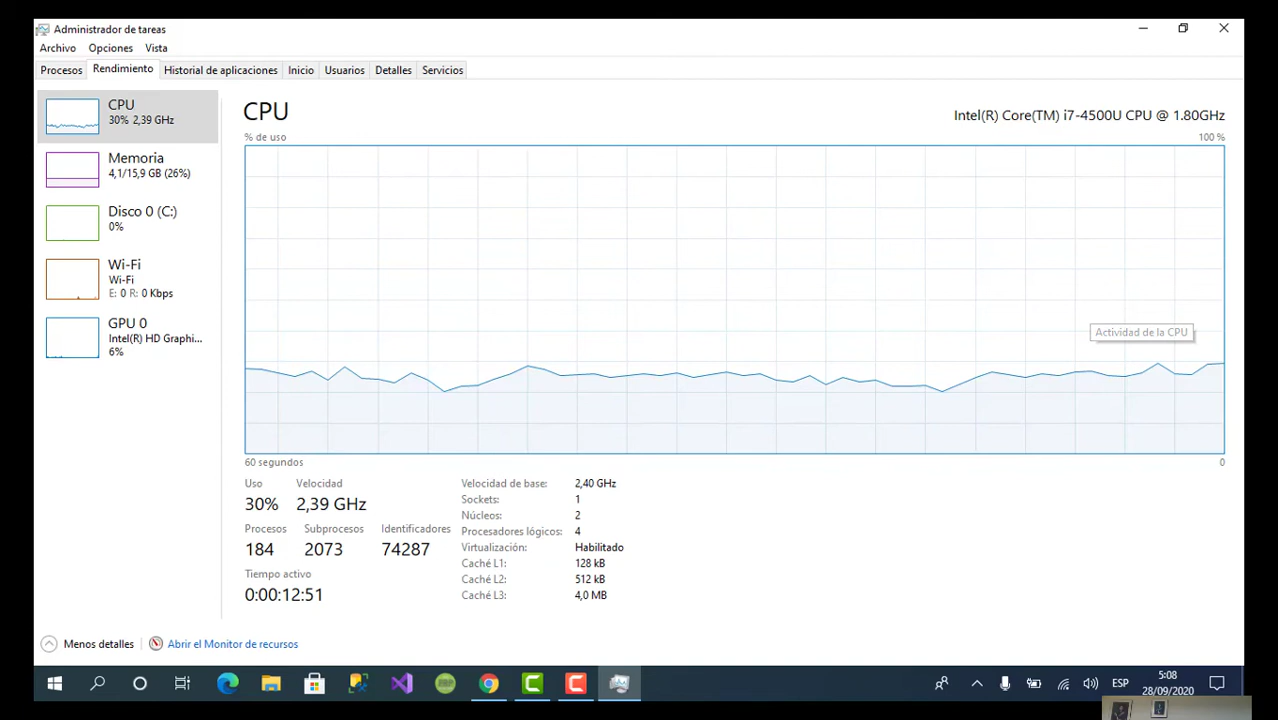 Administrador de tareas
Archivo Opciones Vista
Procesos Rendimiento Historial de aplicaciones Inicio Usuarios Detalles Servicios
CPU
30% 2,39 GHz
Memoria
4,1/15,9 GB (26%)
Disco 0 (C:)
0%
Wi-Fi
Wi-Fi
E: 0 R: 0 Kbps
GPU 0
Intel(R) HD Graphi...
6%
CPU
Intel(R) Core(TM) i7-4500U CPU @ 1.80GHz
% de uso
100 %
Actividad de la CPU
60 segundos
0
Uso Velocidad
30% 2,39 GHz
Procesos Subprocesos Identificadores
184 2073 74287
Tiempo activo
0:00:12:51
Velocidad de base: 2,40 GHz
Sockets: 1
Núcleos: 2
Procesadores lógicos: 4
Virtualización: Habilitado
Caché L1: 128 kB
Caché L2: 512 kB
Caché L3: 4,0 MB
Menos detalles
Abrir el Monitor de recursos
ESP
5:08
28/09/2020